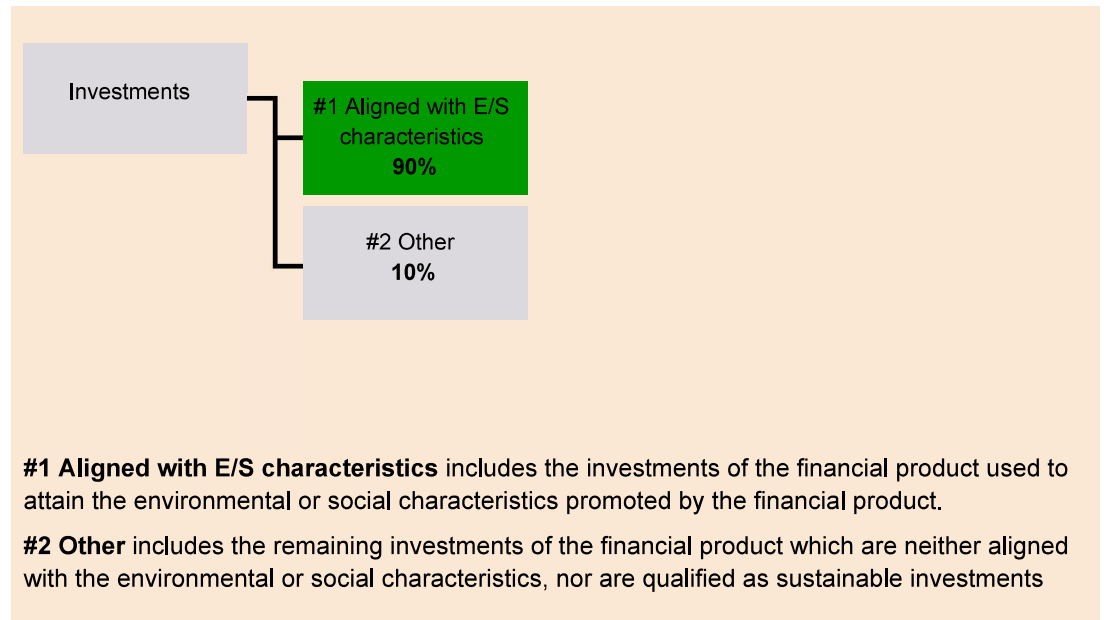 Investments
#1 Aligned with E/S
characteristics
90%
#2 Other
10%
#1 Aligned with E/S characteristics includes the investments of the financial product used to
attain the environmental or social characteristics promoted by the financial product.
#2 Other includes the remaining investments of the financial product which are neither aligned
with the environmental or social characteristics, nor are qualified as sustainable investments